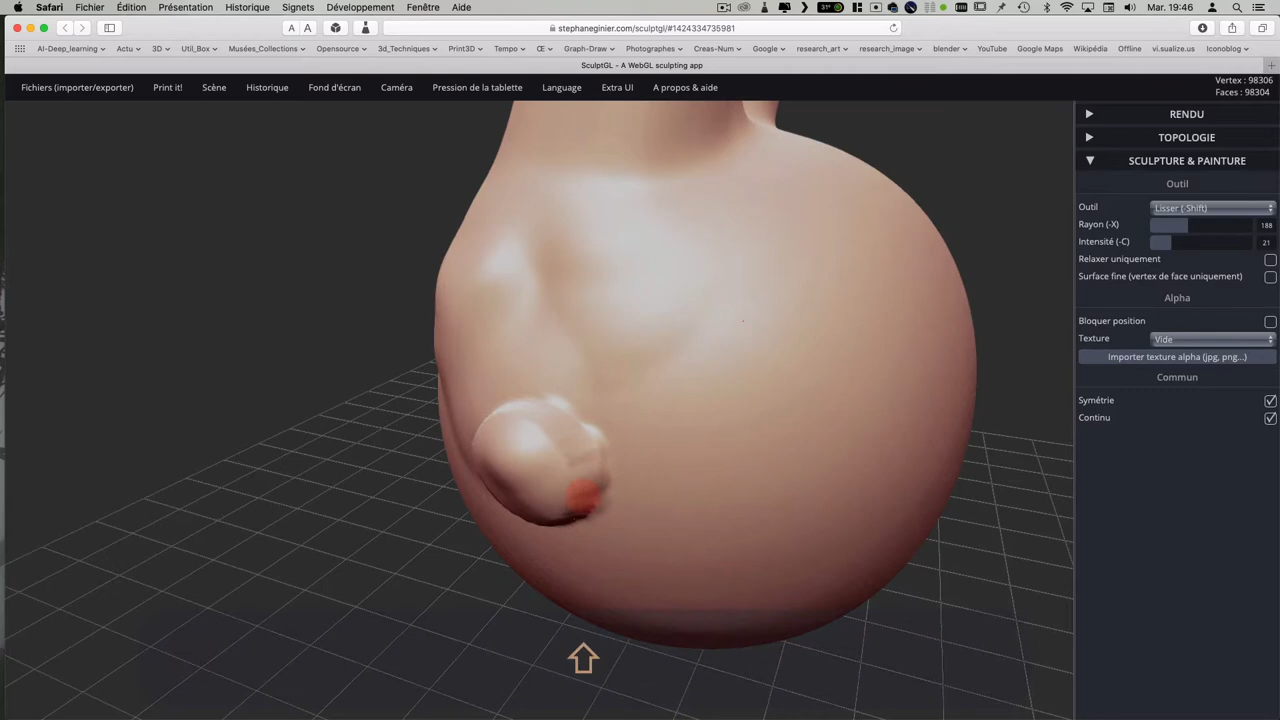 Safari Fichier Édition Présentation Historique Signets Développement Fenêtre Aide 31° Mar. 19:46
A A stephaneginier.com/sculptgl/#1424334735981
AI-Deep_learning Actu 3D Util_Box Musées_Collections Opensource 3d_Techniques Print3D Tempo Œ Graph-Draw Photographes Creas-Num Google research_art research_image blender YouTube Google Maps Wikipédia Offline vi.sualize.us Iconoblog
SculptGL - A WebGL sculpting app
Fichiers (importer/exporter) Print it! Scène Historique Fond d'écran Caméra Pression de la tablette Language Extra UI A propos & aide
Vertex : 98306
Faces : 98304
RENDU
TOPOLOGIE
SCULPTURE & PAINTURE
Outil
Outil Lisser (-Shift)
Rayon (-X) 188
Intensité (-C) 21
Relaxer uniquement
Surface fine (vertex de face uniquement)
Alpha
Bloquer position
Texture Vide
Importer texture alpha (jpg, png...)
Commun
Symétrie
Continu